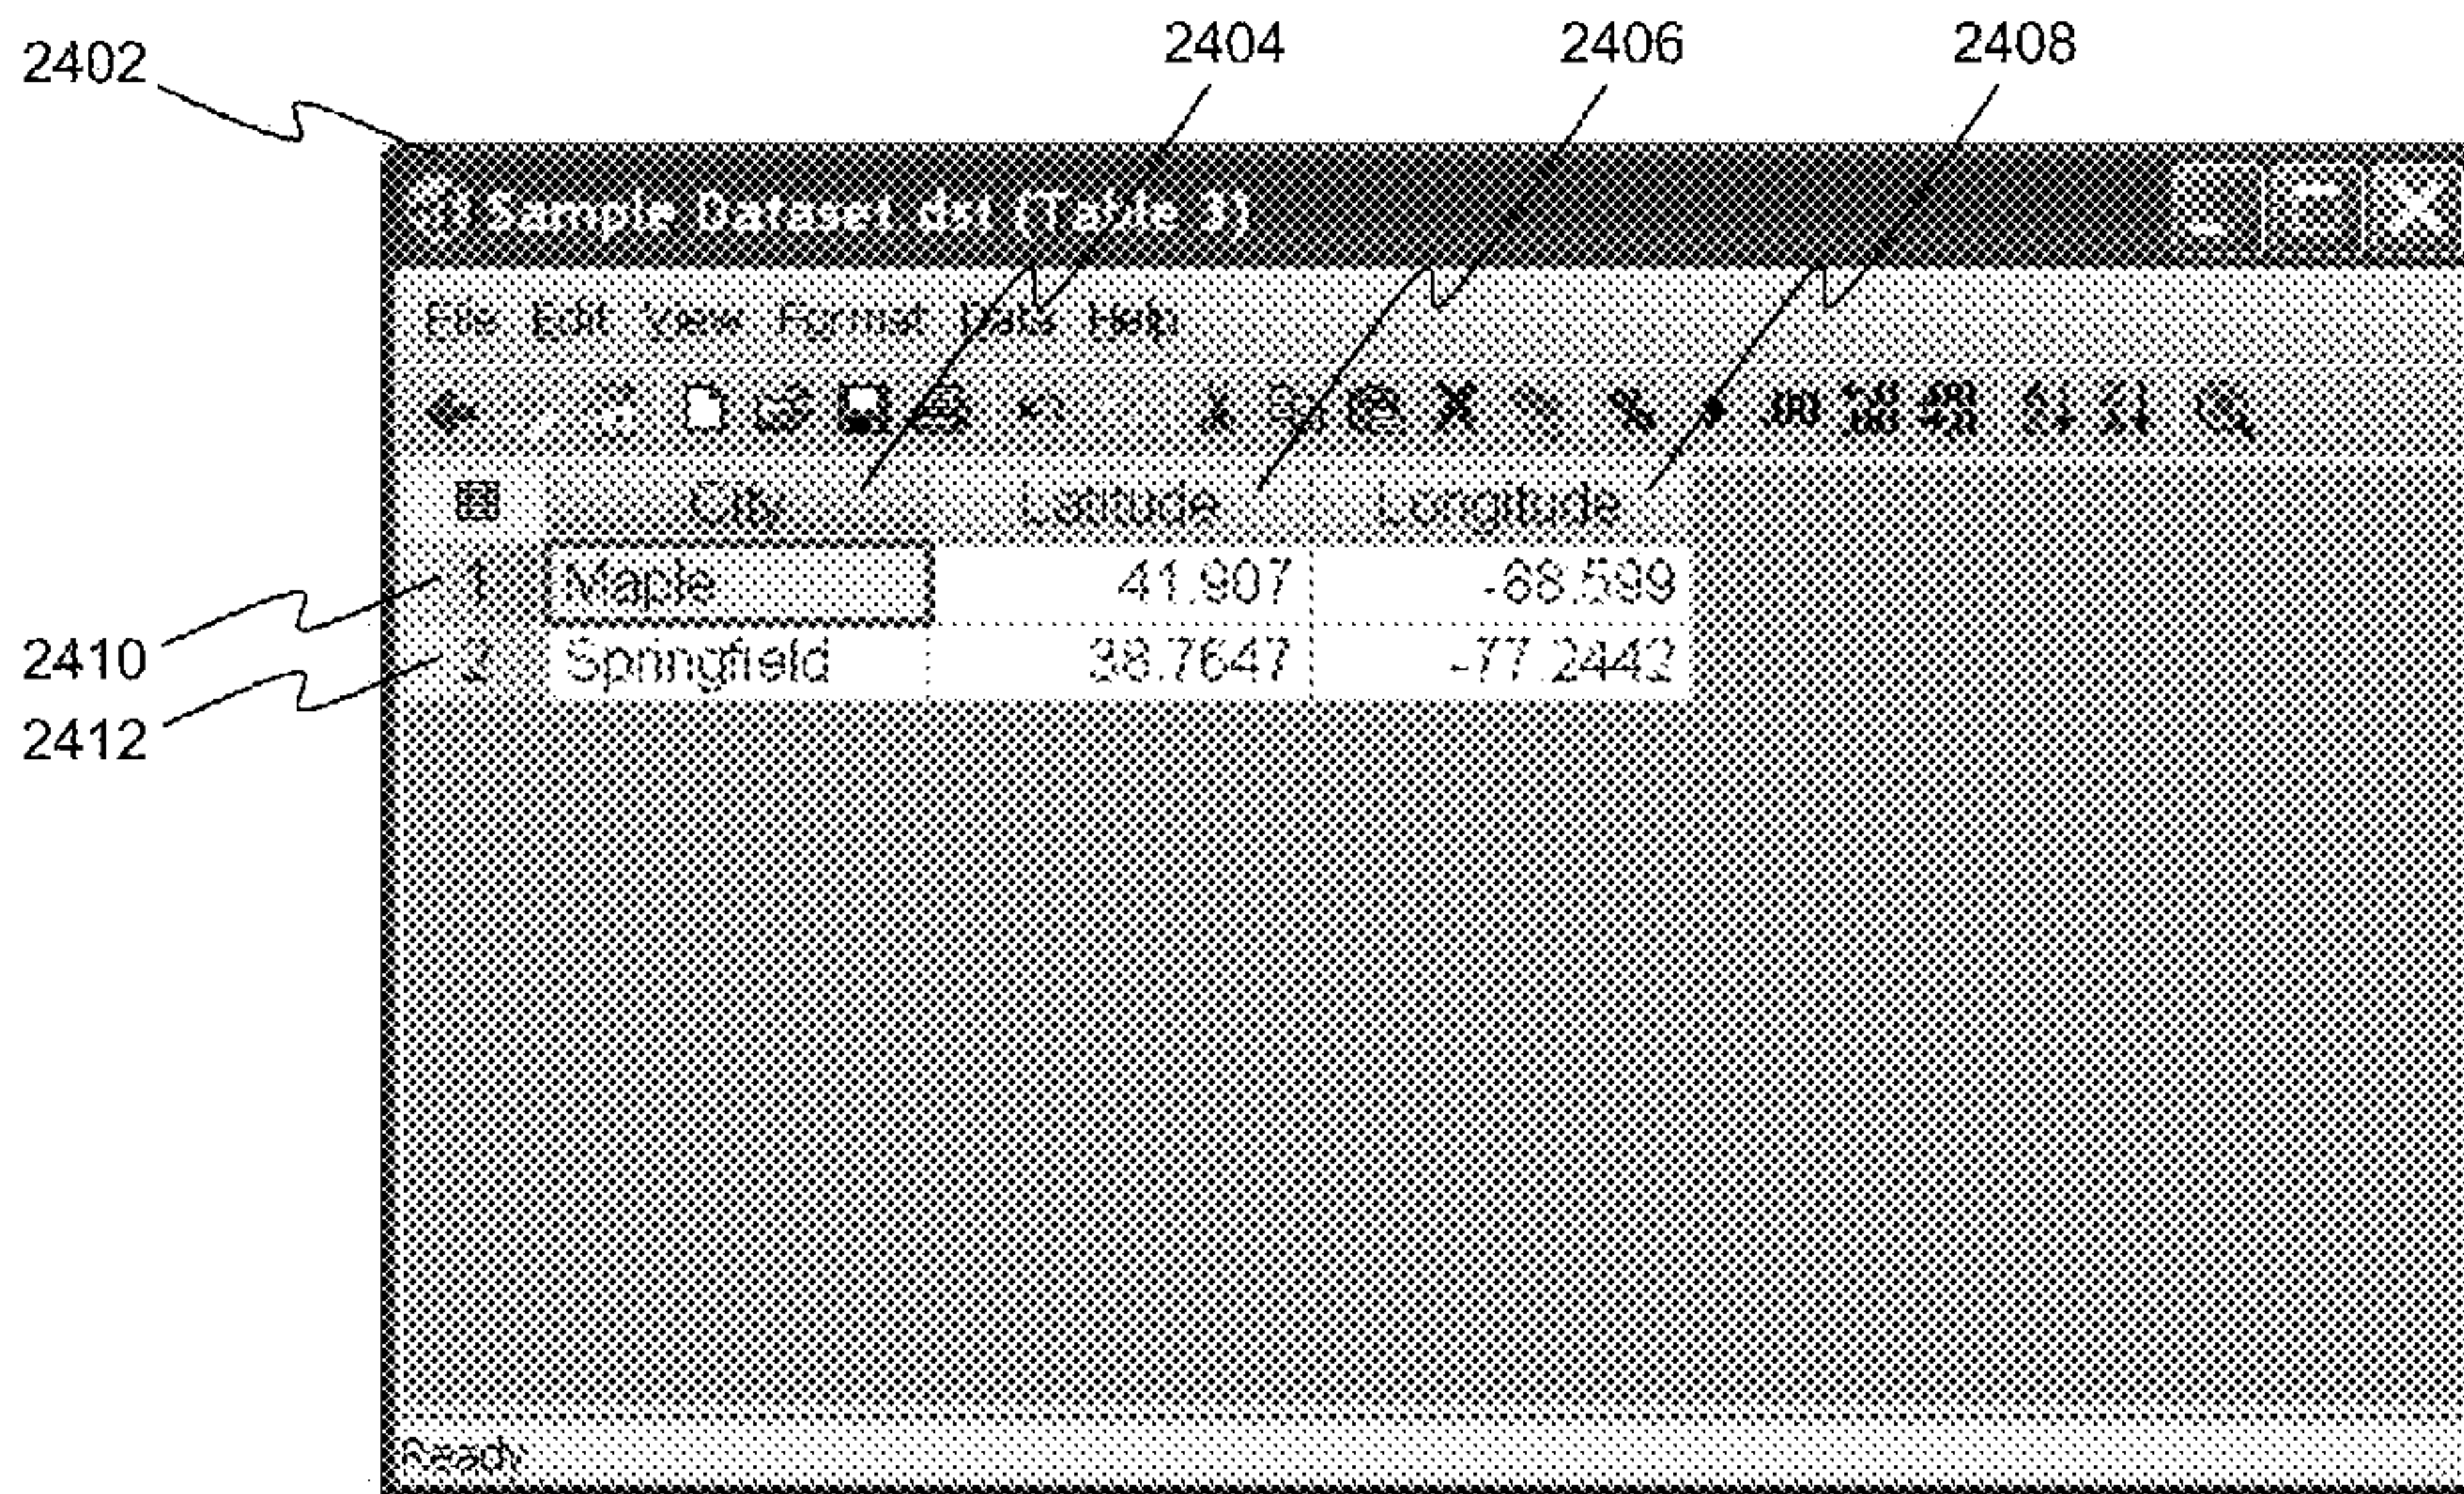 2402
2404 2406 2408
Sample Dataset.dst (Table 3)
File Edit View Format Data Help
City Latitude Longitude
1 Maple 41.907 -68.599
2 Springfield 38.7647 -77.2442
2410
2412
Ready